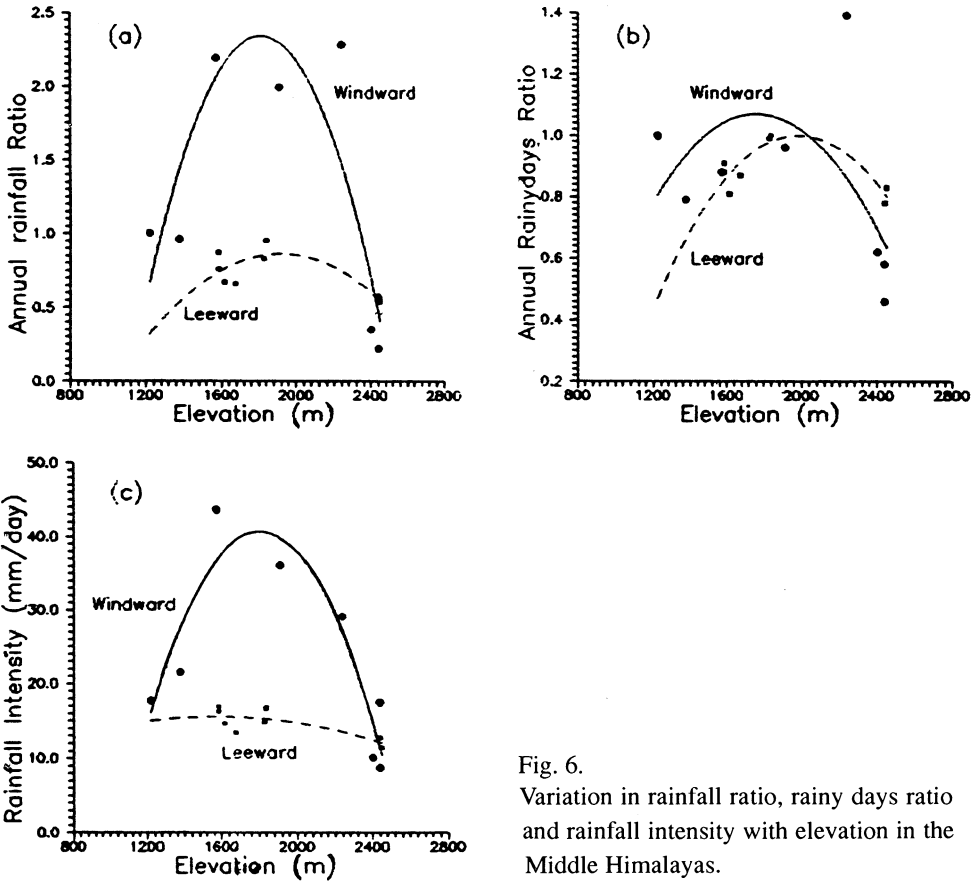 (a)
Annual rainfall Ratio
2.5
2.0
1.5
1.0
0.5
0.0
Windward
Leeward
800 1200 1600 2000 2400 2800
Elevation (m)
(b)
Annual Rainydays Ratio
1.4
1.2
1.0
0.8
0.6
0.4
0.2
Windward
Leeward
800 1200 1600 2000 2400 2800
Elevation (m)
(c)
Rainfall Intensity (mm/day)
50.0
40.0
30.0
20.0
10.0
0.0
Windward
Leeward
800 1200 1600 2000 2400 2800
Elevation (m)
Fig. 6.
Variation in rainfall ratio, rainy days ratio
and rainfall intensity with elevation in the
Middle Himalayas.